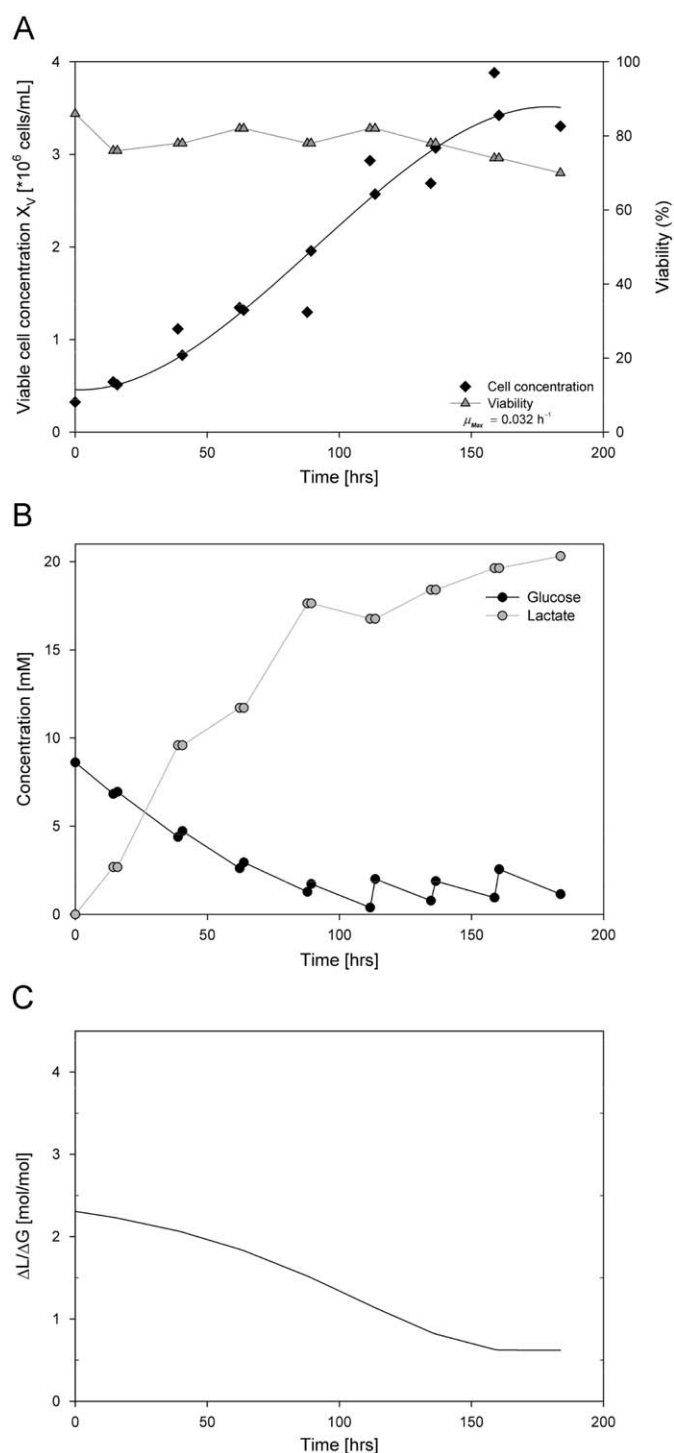 A
4
3
2
1
0
100
80
60
40
20
0
Viable cell concentration X_V [*10^6 cells/mL]
Viability (%)
Cell concentration
Viability
μ_Max = 0.032 h^-1
0 50 100 150 200
Time [hrs]
B
20
15
10
5
0
Concentration [mM]
Glucose
Lactate
0 50 100 150 200
Time [hrs]
C
4
3
2
1
0
ΔL/ΔG [mol/mol]
0 50 100 150 200
Time [hrs]